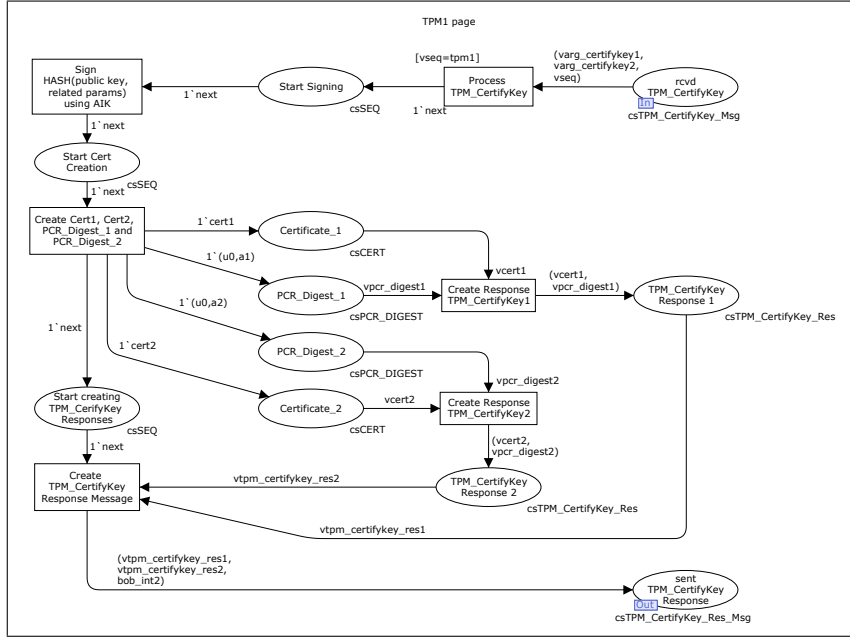 TPM1 page
Sign
HASH(public key,
related params)
using AIK
1`next
Start Signing
csSEQ
[vseq=tpm1]
Process
TPM_CertifyKey
1`next
(varg_certifykey1,
varg_certifykey2,
vseq)
rcvd
TPM_CertifyKey
In
csTPM_CertifyKey_Msg
1`next
Start Cert
Creation
csSEQ
1`next
Create Cert1, Cert2,
PCR_Digest_1 and
PCR_Digest_2
1`cert1
Certificate_1
csCERT
vcert1
1`(u0,a1)
PCR_Digest_1
csPCR_DIGEST
vpcr_digest1
Create Response
TPM_CertifyKey1
(vcert1,
vpcr_digest1)
TPM_CertifyKey
Response 1
csTPM_CertifyKey_Res
1`(u0,a2)
PCR_Digest_2
csPCR_DIGEST
vpcr_digest2
1`next
1`cert2
Certificate_2
csCERT
vcert2
Create Response
TPM_CertifyKey2
Start creating
TPM_CerifyKey
Responses
csSEQ
1`next
(vcert2,
vpcr_digest2)
Create
TPM_CertifyKey
Response Message
vtpm_certifykey_res2
TPM_CertifyKey
Response 2
csTPM_CertifyKey_Res
vtpm_certifykey_res1
(vtpm_certifykey_res1,
vtpm_certifykey_res2,
bob_int2)
sent
TPM_CertifyKey
Response
Out
csTPM_CertifyKey_Res_Msg